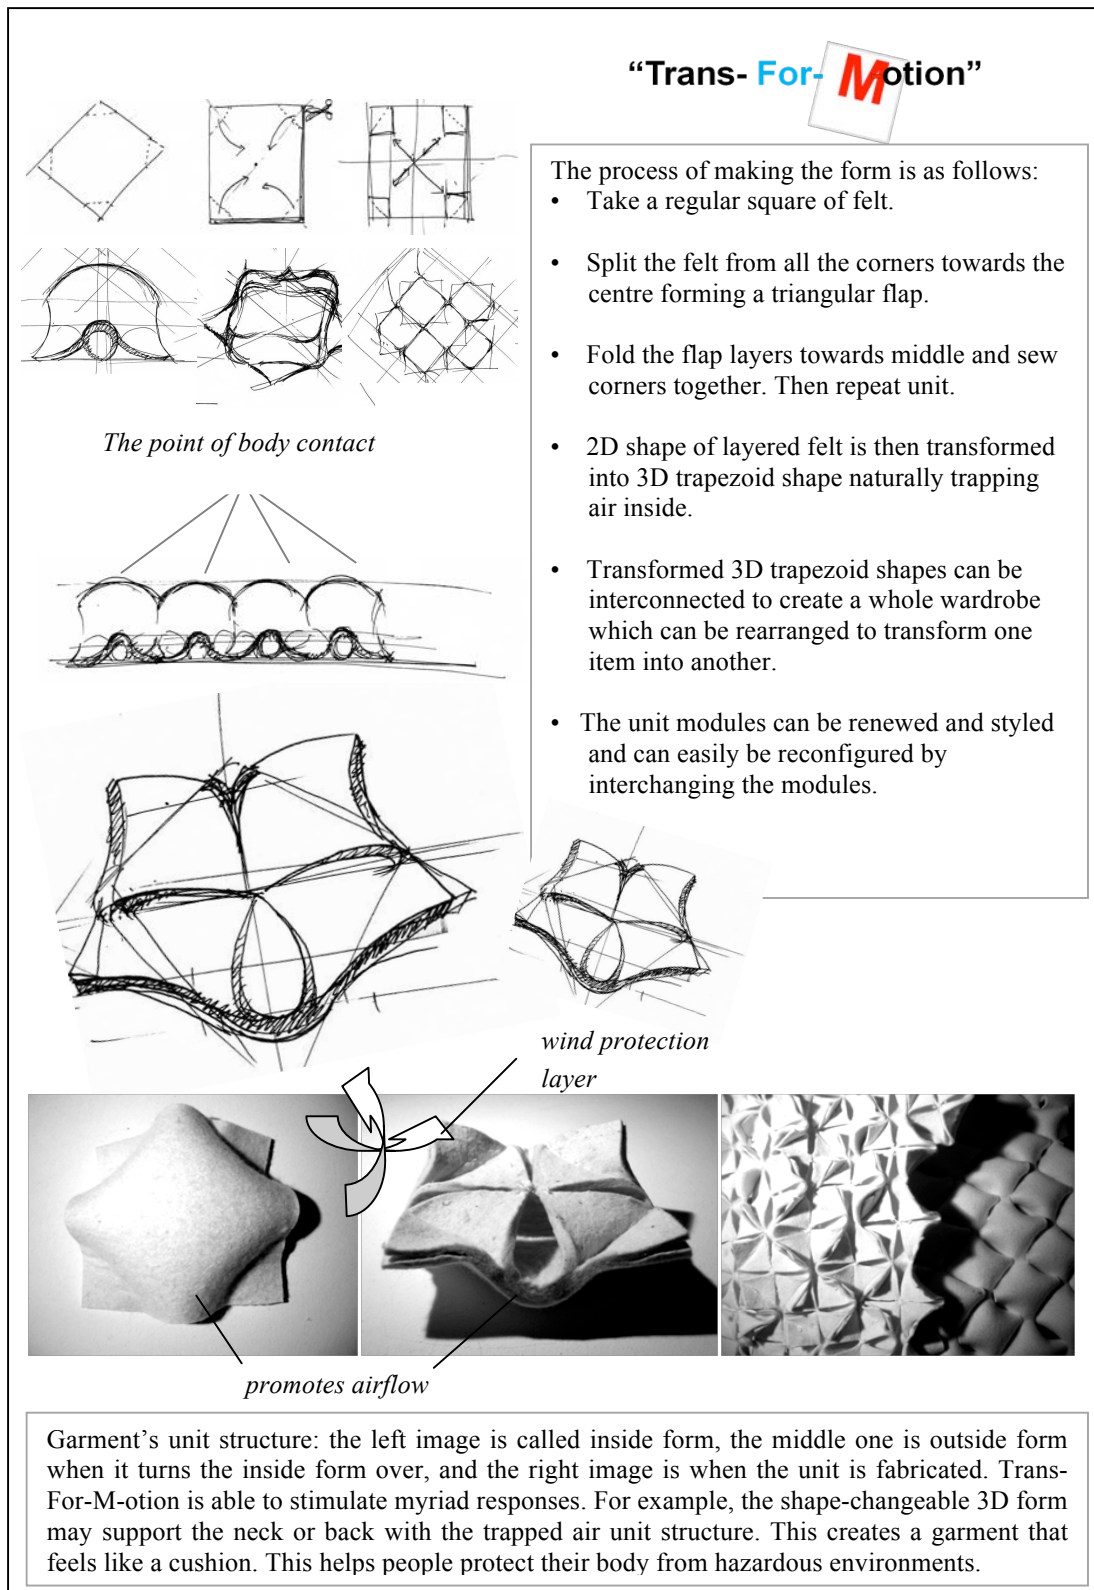 “Trans- For- Motion”
The process of making the form is as follows:
• Take a regular square of felt.
• Split the felt from all the corners towards the
centre forming a triangular flap.
• Fold the flap layers towards middle and sew
corners together. Then repeat unit.
• 2D shape of layered felt is then transformed
into 3D trapezoid shape naturally trapping
air inside.
• Transformed 3D trapezoid shapes can be
interconnected to create a whole wardrobe
which can be rearranged to transform one
item into another.
• The unit modules can be renewed and styled
and can easily be reconfigured by
interchanging the modules.
The point of body contact
wind protection
layer
promotes airflow
Garment’s unit structure: the left image is called inside form, the middle one is outside form
when it turns the inside form over, and the right image is when the unit is fabricated. Trans-
For-M-otion is able to stimulate myriad responses. For example, the shape-changeable 3D form
may support the neck or back with the trapped air unit structure. This creates a garment that
feels like a cushion. This helps people protect their body from hazardous environments.